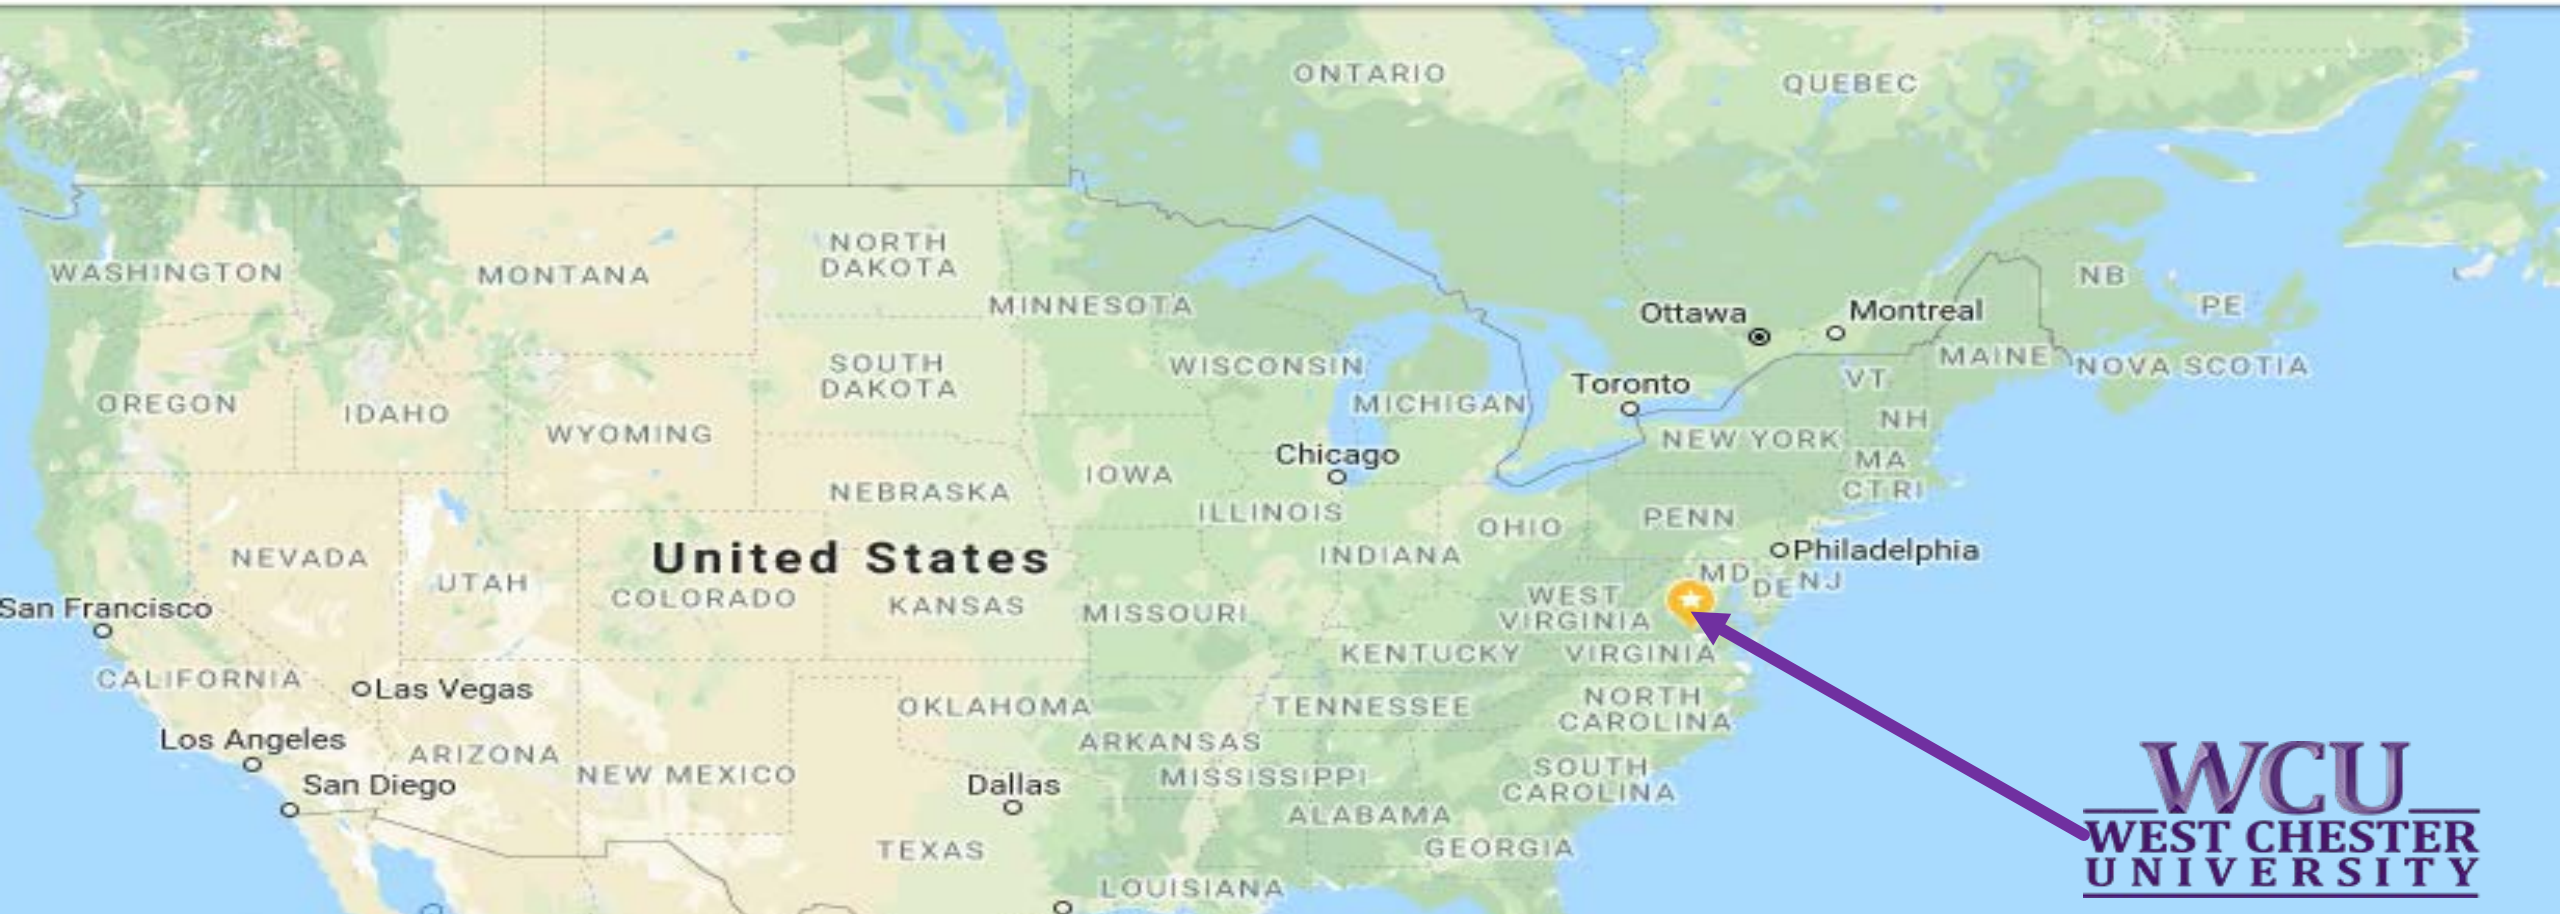 ONTARIO
QUEBEC
NORTH
DAKOTA
WASHINGTON
MONTANA
NB
MINNESOTA
PE
Ottawa
Montreal
WISCONSIN
SOUTH
DAKOTA
MAINE
NOVA SCOTIA
VT
Toronto
OREGON
IDAHO
MICHIGAN
NH
WYOMING
NEW YORK
Chicago
MA
IOWA
NEBRASKA
CT RI
ILLINOIS
PENN
OHIO
NEVADA
United States
INDIANA
Philadelphia
UTAH
COLORADO
KANSAS
MD
DE
NJ
WEST
VIRGINIA
San Francisco
MISSOURI
KENTUCKY
VIRGINIA
CALIFORNIA
Las Vegas
OKLAHOMA
TENNESSEE
NORTH
CAROLINA
Los Angeles
ARIZONA
ARKANSAS
NEW MEXICO
MISSISSIPPI
SOUTH
CAROLINA
San Diego
Dallas
ALABAMA
TEXAS
GEORGIA
LOUISIANA
WCU
WEST CHESTER
UNIVERSITY